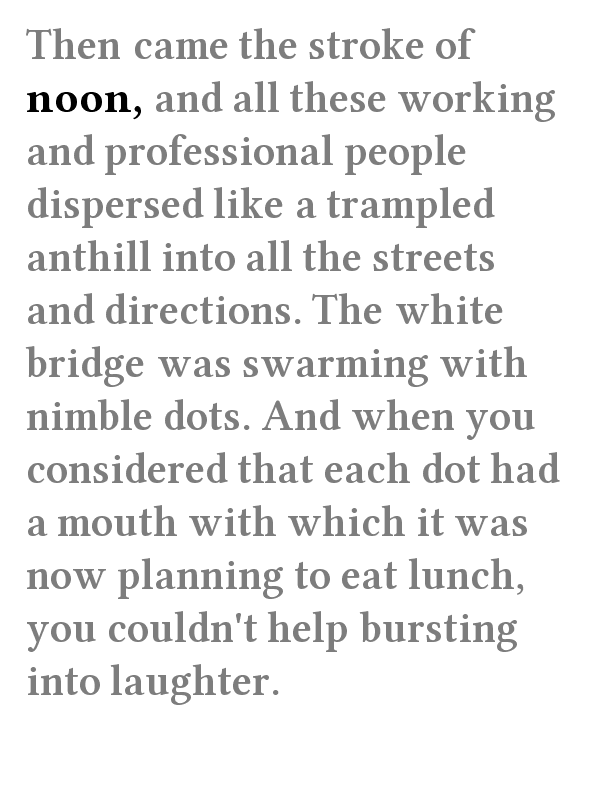 Then came the stroke of
noon, and all these working
and professional people
dispersed like a trampled
anthill into all the streets
and directions. The white
bridge was swarming with
nimble dots. And when you
considered that each dot had
a mouth with which it was
now planning to eat lunch,
you couldn't help bursting
into laughter.